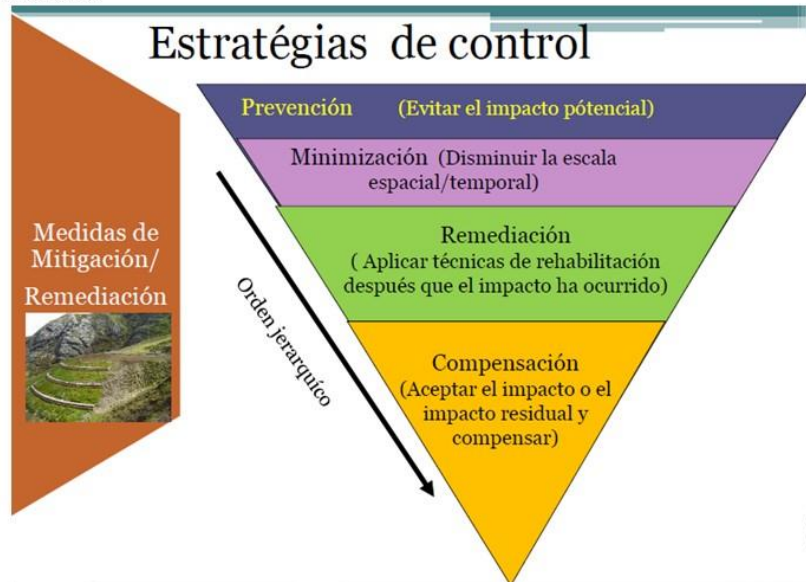 Estratégias de control
Prevención (Evitar el impacto pótencial)
Minimización (Disminuir la escala
espacial/temporal)
Remediación
( Aplicar técnicas de rehabilitación
después que el impacto ha ocurrido)
Compensación
(Aceptar el impacto o el
impacto residual y
compensar)
Orden jerarquíco
Medidas de
Mitigación/
Remediación